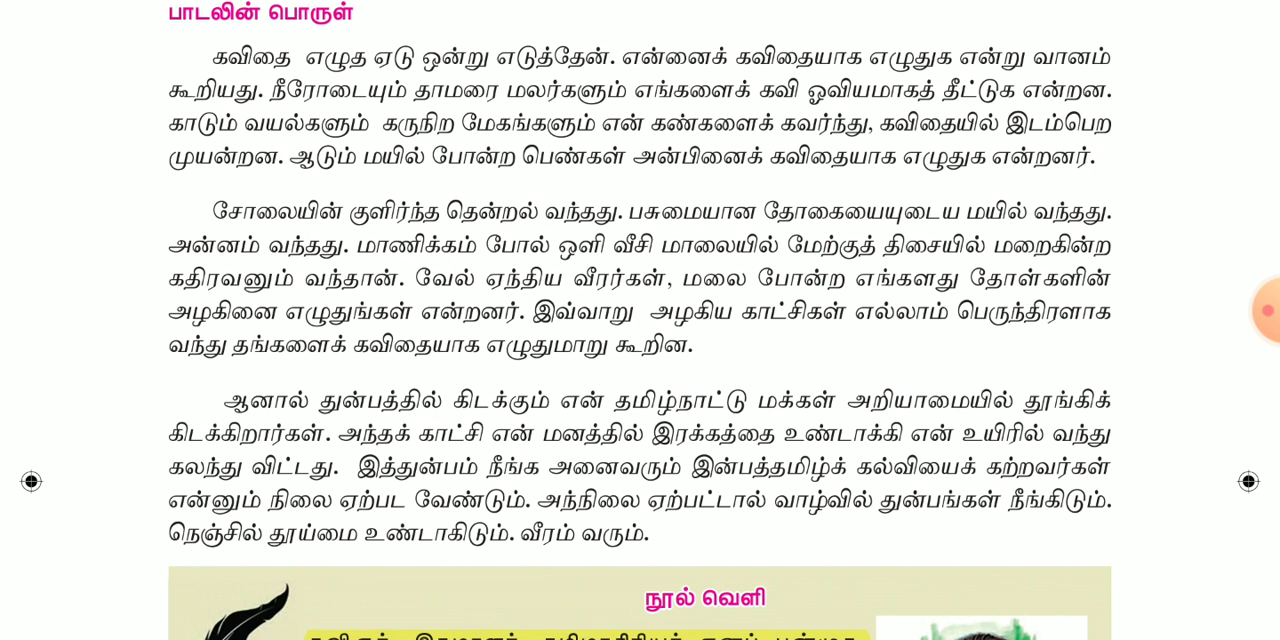 பாடலின் பொருள்
கவிதை எழுத ஏடு ஒன்று எடுத்தேன். என்னைக் கவிதையாக எழுதுக என்று வானம்
கூறியது. நீரோடையும் தாமரை மலர்களும் எங்களைக் கவி ஓவியமாகத் தீட்டுக என்றன.
காடும் வயல்களும் கருநிற மேகங்களும் என் கண்களைக் கவர்ந்து, கவிதையில் இடம்பெற
முயன்றன. ஆடும் மயில் போன்ற பெண்கள் அன்பினைக் கவிதையாக எழுதுக என்றனர்.
சோலையின் குளிர்ந்த தென்றல் வந்தது. பசுமையான தோகையையுடைய மயில் வந்தது.
அன்னம் வந்தது. மாணிக்கம் போல் ஒளி வீசி மாலையில் மேற்குத் திசையில் மறைகின்ற
கதிரவனும் வந்தான். வேல் ஏந்திய வீரர்கள், மலை போன்ற எங்களது தோள்களின்
அழகினை எழுதுங்கள் என்றனர். இவ்வாறு அழகிய காட்சிகள் எல்லாம் பெருந்திரளாக
வந்து தங்களைக் கவிதையாக எழுதுமாறு கூறின.
ஆனால் துன்பத்தில் கிடக்கும் என் தமிழ்நாட்டு மக்கள் அறியாமையில் தூங்கிக்
கிடக்கிறார்கள். அந்தக் காட்சி என் மனத்தில் இரக்கத்தை உண்டாக்கி என் உயிரில் வந்து
கலந்து விட்டது. இத்துன்பம் நீங்க அனைவரும் இன்பத்தமிழ்க் கல்வியைக் கற்றவர்கள்
என்னும் நிலை ஏற்பட வேண்டும். அந்நிலை ஏற்பட்டால் வாழ்வில் துன்பங்கள் நீங்கிடும்.
நெஞ்சில் தூய்மை உண்டாகிடும். வீரம் வரும்.
நூல் வெளி